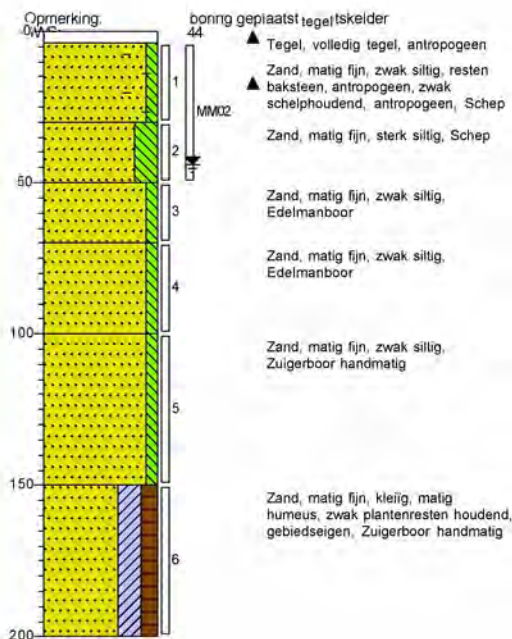 Opmerking: boring geplaatst tegel
44
0
Tegel, volledig tegel, antropogeen
Zand, matig fijn, zwak siltig, resten
baksteen, antropogeen, zwak
schelphoudend, antropogeen, Schep
1
MM02
Zand, matig fijn, sterk siltig, Schep
2
50
Zand, matig fijn, zwak siltig,
Edelmanboor
3
Zand, matig fijn, zwak siltig,
Edelmanboor
4
100
Zand, matig fijn, zwak siltig,
Zuigerboor handmatig
5
150
Zand, matig fijn, kleiïg, matig
humeus, zwak plantenresten houdend,
gebiedseigen, Zuigerboor handmatig
6
200